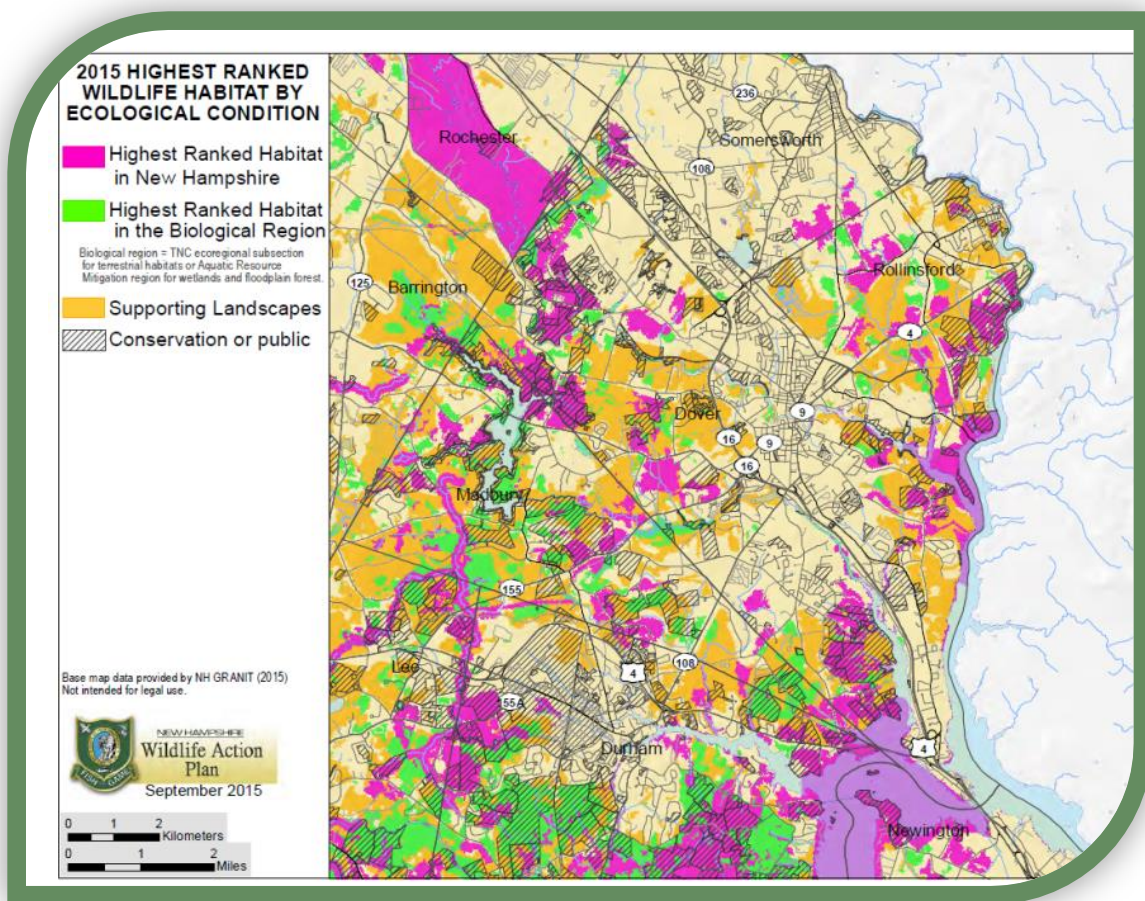 2015 HIGHEST RANKED
WILDLIFE HABITAT BY
ECOLOGICAL CONDITION
Highest Ranked Habitat
in New Hampshire
Highest Ranked Habitat
in the Biological Region
Biological region = TNC ecoregional subsection
for terrestrial habitats or Aquatic Resource
Mitigation region for wetlands and floodplain forest.
Supporting Landscapes
Conservation or public
Base map data provided by NH GRANIT (2015)
Not intended for legal use.
NEW HAMPSHIRE
Wildlife Action
Plan
FISH GAME
September 2015
0 1 2
Kilometers
0 1 2
Miles
236
Rochester
Somersworth
108
Rollinsford
125
Barrington
4
Dover
9
16
9
16
Madbury
155
Lee
4
108
155A
Durham
4
Newington